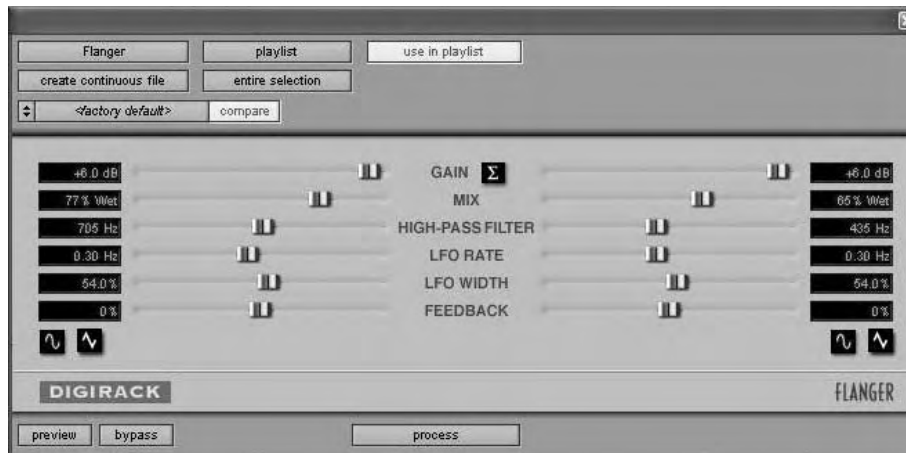 Flanger playlist use in playlist
create continuous file entire selection
<factory default> compare
+6.0 dB GAIN Σ +6.0 dB
77% Wet MIX 65% Wet
705 Hz HIGH-PASS FILTER 435 Hz
0.30 Hz LFO RATE 0.30 Hz
54.0% LFO WIDTH 54.0%
0% FEEDBACK 0%
DIGIRACK FLANGER
preview bypass process